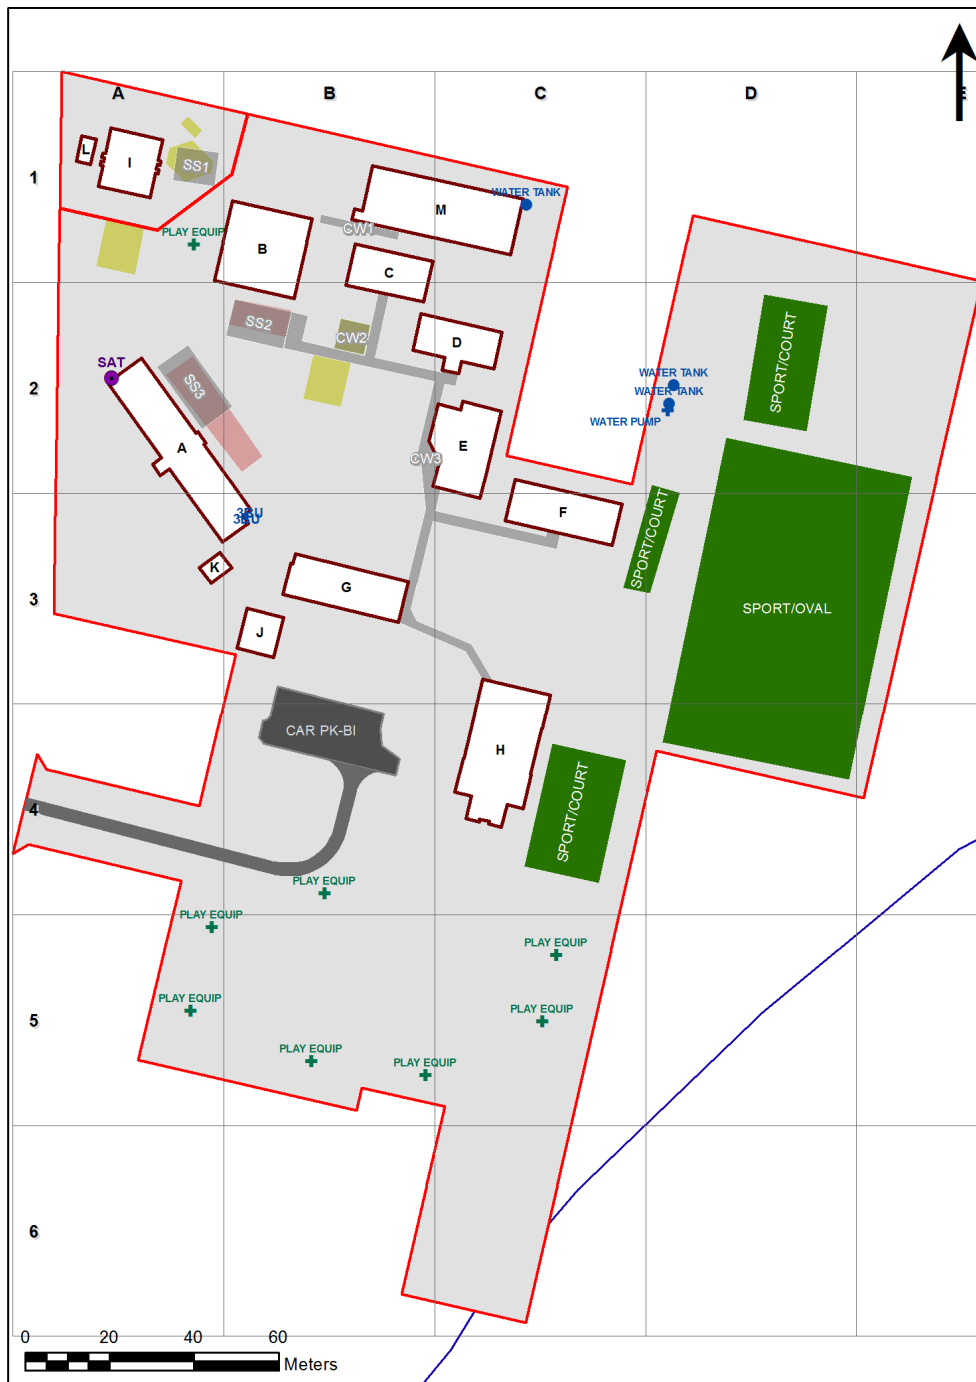 A
B
C
D
E
L
I
SS1
1
M
WATER TANK
CW1
PLAY EQUIP
B
C
SS2
CW2
D
SAT
WATER TANK
WATER TANK
WATER PUMP
SPORT/COURT
2
SS3
A
E
CW3
3BU
3BU
F
SPORT/COURT
K
G
3
SPORT/OVAL
J
CAR PK-BI
H
SPORT/COURT
4
PLAY EQUIP
PLAY EQUIP
PLAY EQUIP
PLAY EQUIP
PLAY EQUIP
5
PLAY EQUIP
PLAY EQUIP
6
0 20 40 60
Meters